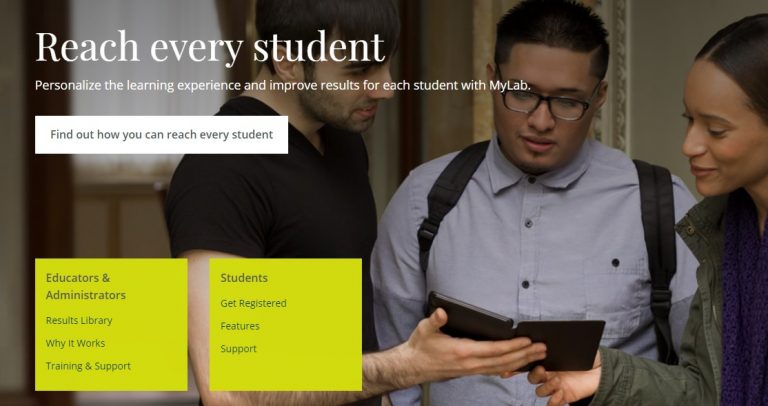 Reach every student
Personalize the learning experience and improve results for each student with MyLab.
Find out how you can reach every student
Educators &
Administrators
Results Library
Why It Works
Training & Support
Students
Get Registered
Features
Support